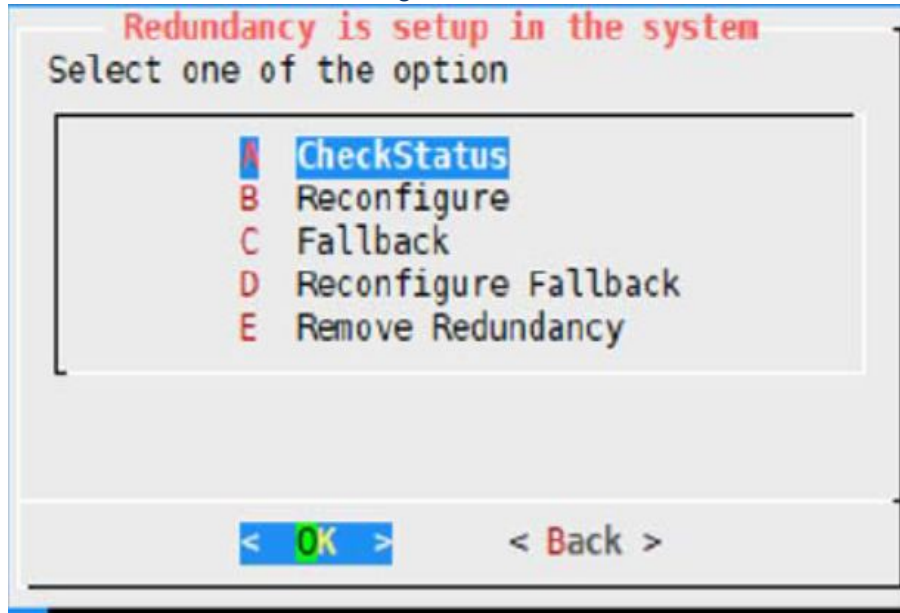 Redundancy is setup in the system
Select one of the option
A CheckStatus
B Reconfigure
C Fallback
D Reconfigure Fallback
E Remove Redundancy
< OK > < Back >